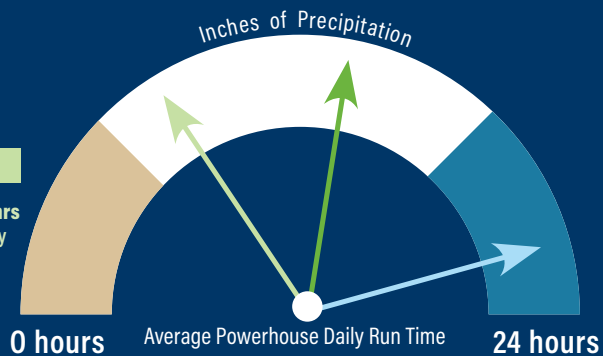 Inches of Precipitation
0 hours
Average Powerhouse Daily Run Time
24 hours